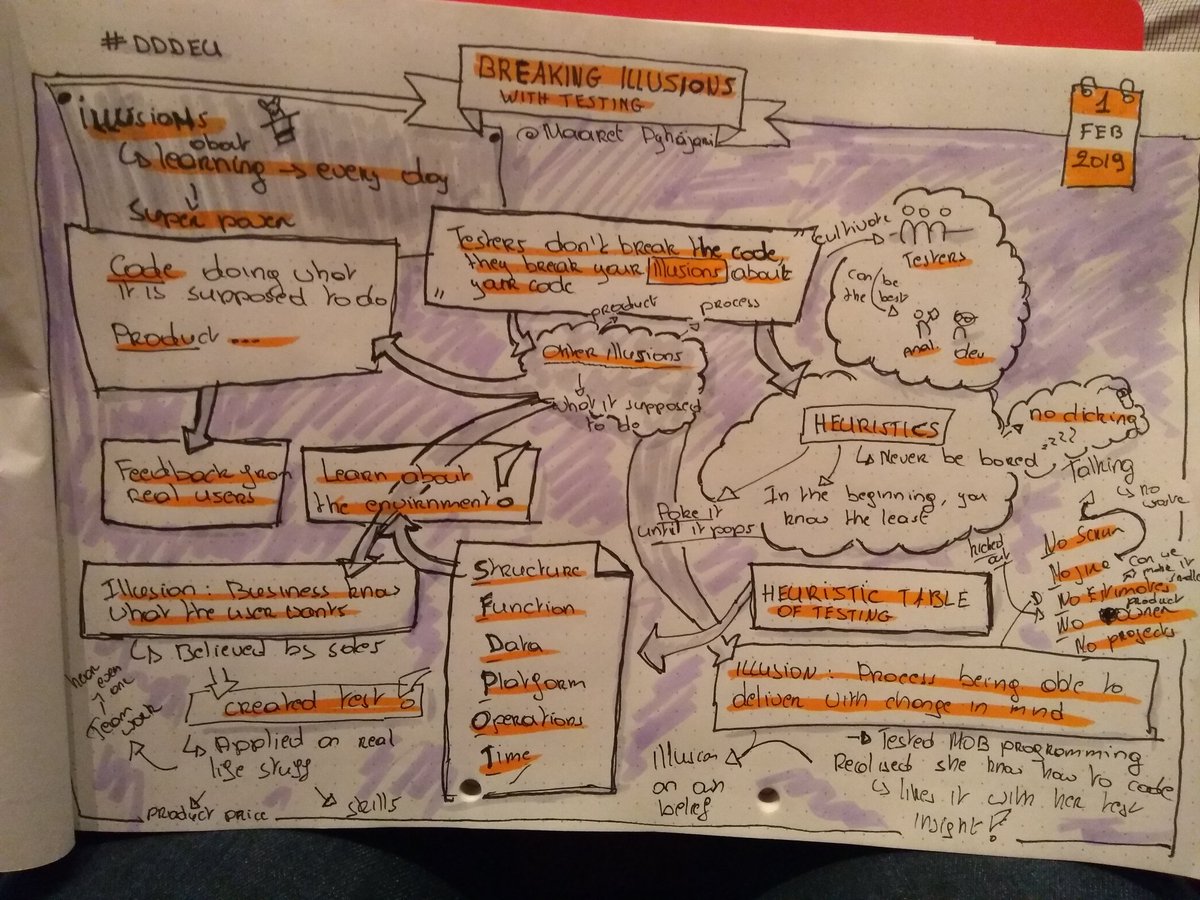 #DDDEU
BREAKING ILLUSIONS
WITH TESTING
@Maaret Pyhäjärvi
1
FEB
2019
iLLUSIONS
about
learning → every day
Super power
Code doing what
it is supposed to do
Product ...
Testers don't break the code,
they break your illusions about
your code
"
"
cultivate
Testers
can be
the best
anal
dev
product
process
Other illusions
what it supposed
to do
HEURISTICS
Never be bored
In the beginning, you
know the least
Poke it
until it pops
no clicking
zzzz
Talking
no
Feedback from
real users
Learn about
the envirnment
No Scrum
No Estimates
No product
owner
No projects
can we
make it
smaller
kicked
out
Illusion: Business know
what the user wants
Believed by sales
created test
Applied on real
life stuff
product price
skills
Team
work
even
one
Structure
Function
Data
Platform
Operations
Time
HEURISTIC TABLE
OF TESTING
ILLUSION: Process being able to
deliver with change in mind
→ Tested MOB programming
Realised she know how to code
likes it with her test
insight!
Illusion
on an
belief